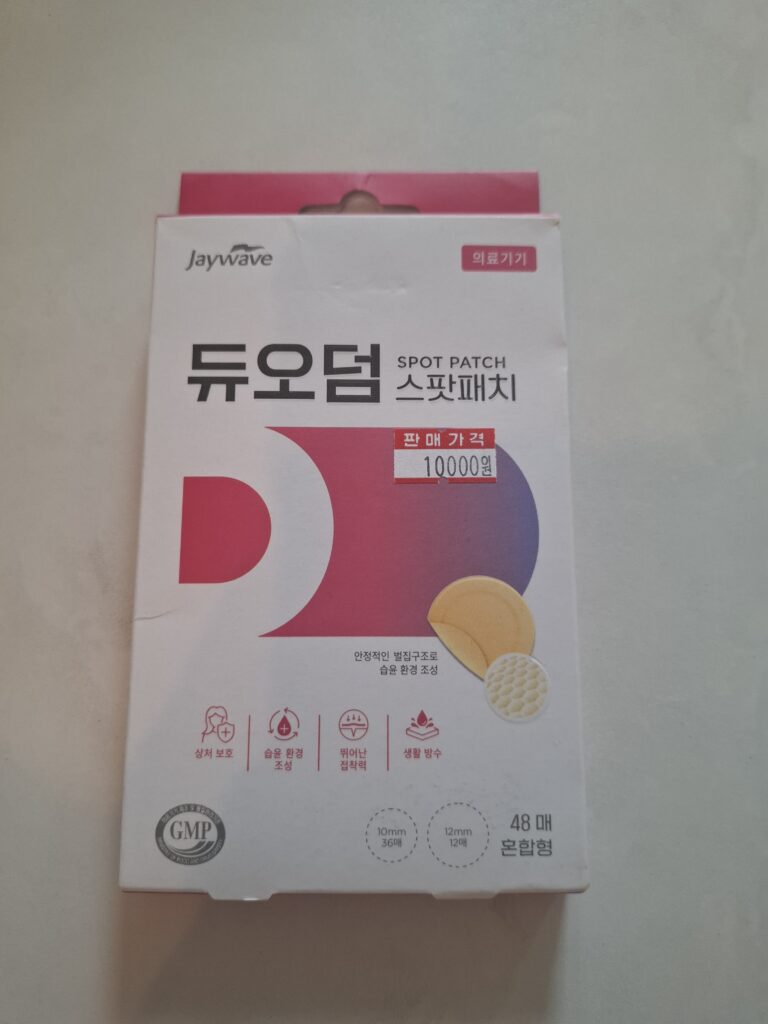 Jaywave
의료기기
듀오덤
SPOT PATCH
스팟패치
판매가격
10000원
안정적인 벌집구조로
습윤 환경 조성
상처 보호
습윤 환경
조성
뛰어난
접착력
생활 방수
GMP
10mm
36매
12mm
12매
48 매
혼합형